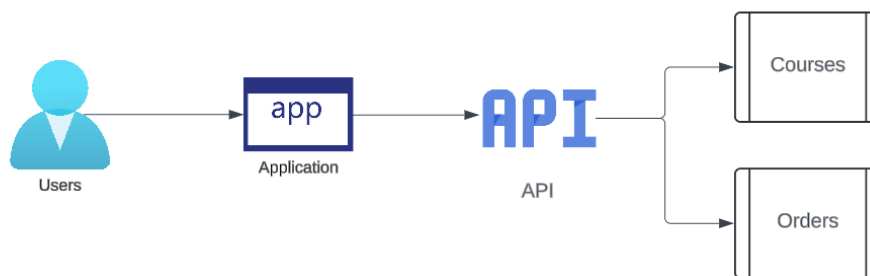 Users
app
Application
API
API
Courses
Orders